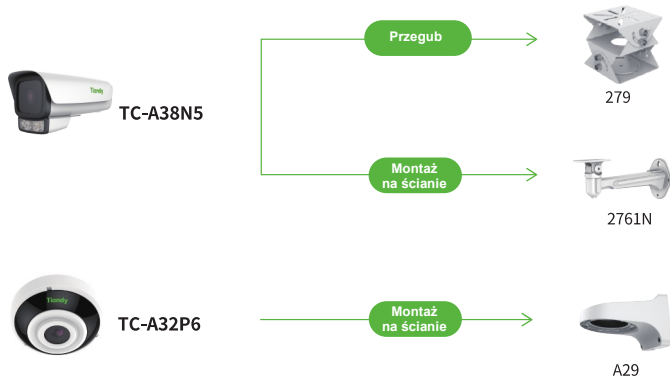 Przegub
279
Tiandy
TC-A38N5
Montaż
na ścianie
2761N
Tiandy
TC-A32P6
Montaż
na ścianie
A29